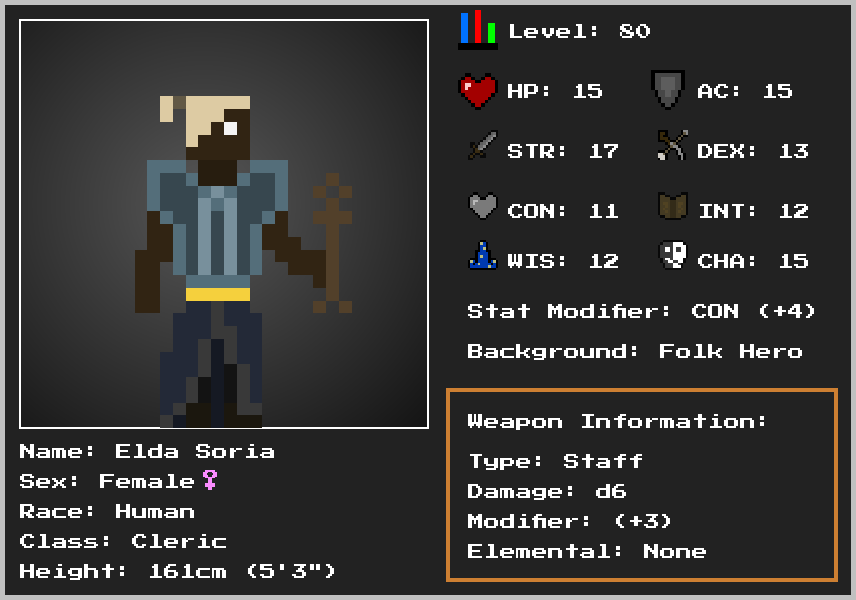 Level: 80
HP: 15
AC: 15
STR: 17
DEX: 13
CON: 11
INT: 12
WIS: 12
CHA: 15
Stat Modifier: CON (+4)
Background: Folk Hero
Weapon Information:
Type: Staff
Damage: d6
Modifier: (+3)
Elemental: None
Name: Elda Soria
Sex: Female♀
Race: Human
Class: Cleric
Height: 161cm (5'3")